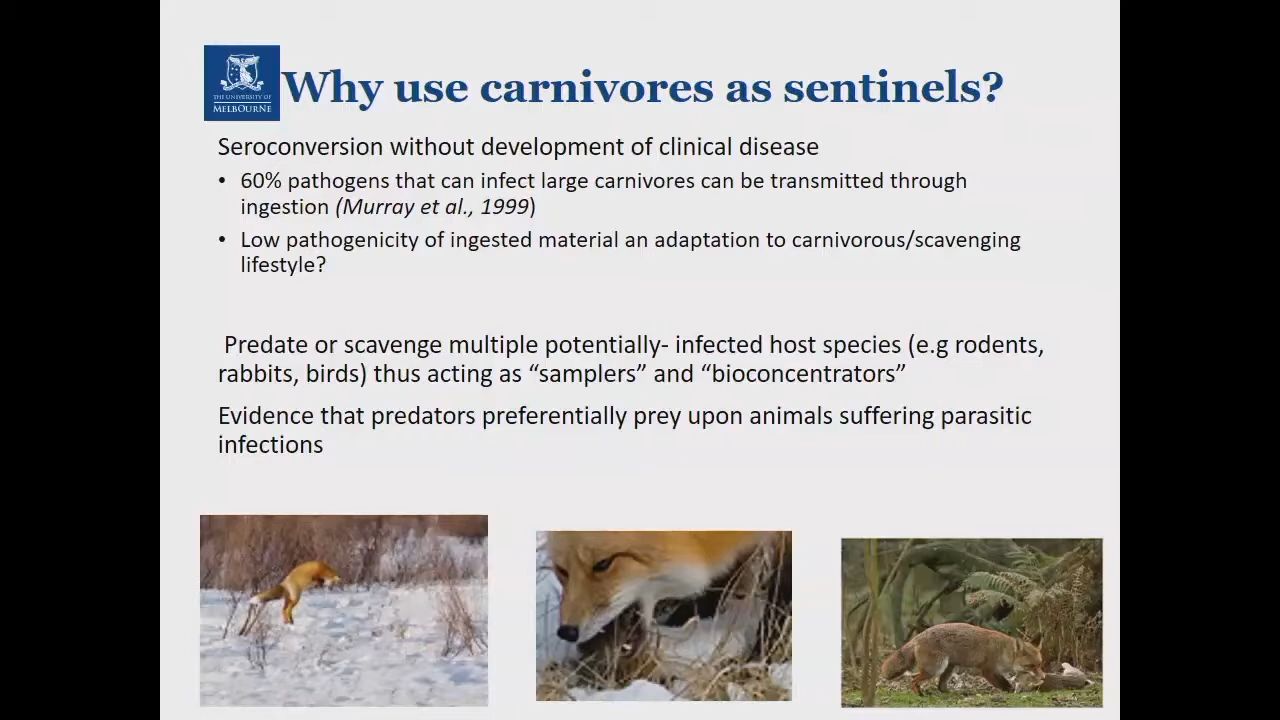 THE UNIVERSITY OF
MELBOURNE
Why use carnivores as sentinels?
Seroconversion without development of clinical disease
• 60% pathogens that can infect large carnivores can be transmitted through
ingestion (Murray et al., 1999)
• Low pathogenicity of ingested material an adaptation to carnivorous/scavenging
lifestyle?
Predate or scavenge multiple potentially- infected host species (e.g rodents,
rabbits, birds) thus acting as “samplers” and “bioconcentrators”
Evidence that predators preferentially prey upon animals suffering parasitic
infections